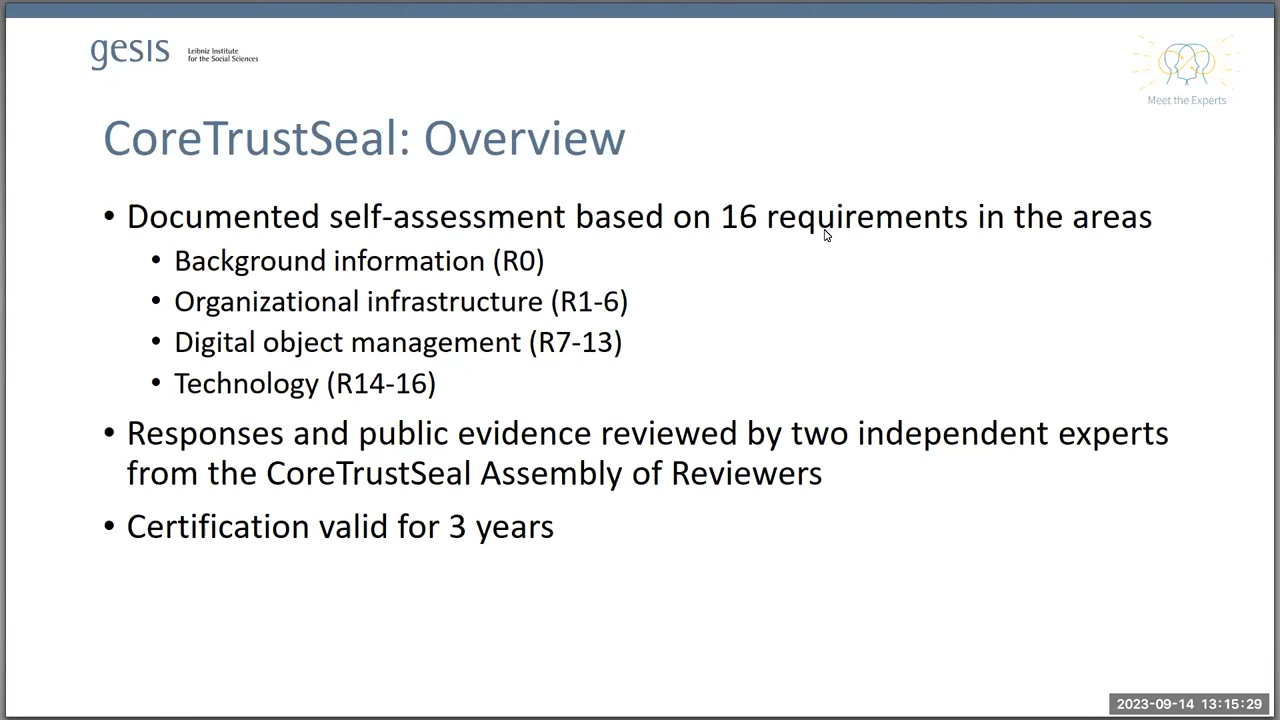 gesis
Leibniz Institute
for the Social Sciences
Meet the Experts
CoreTrustSeal: Overview
• Documented self-assessment based on 16 requirements in the areas
• Background information (R0)
• Organizational infrastructure (R1-6)
• Digital object management (R7-13)
• Technology (R14-16)
• Responses and public evidence reviewed by two independent experts
from the CoreTrustSeal Assembly of Reviewers
• Certification valid for 3 years
2023-09-14 13:15:29